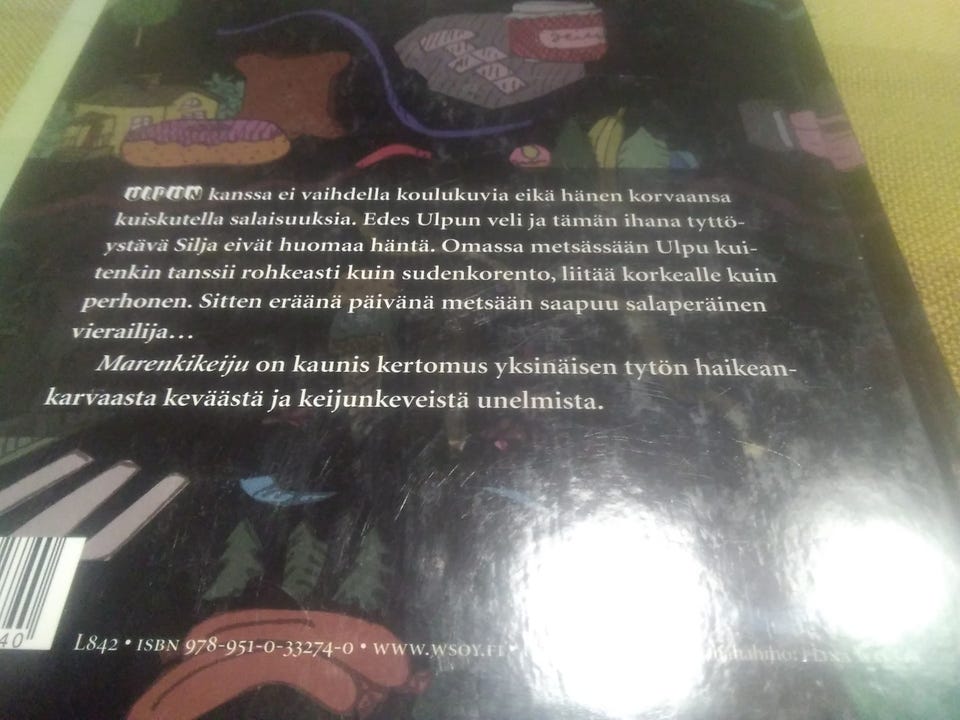 ULPUN kanssa ei vaihdella koulukuvia eikä hänen korvaansa
kuiskutella salaisuuksia. Edes Ulpun veli ja tämän ihana tyttö-
ystävä Silja eivät huomaa häntä. Omassa metsässään Ulpu kui-
tenkin tanssii rohkeasti kuin sudenkorento, liitää korkealle kuin
perhonen. Sitten eräänä päivänä metsään saapuu salaperäinen
vierailija…
Marenkikeiju on kaunis kertomus yksinäisen tytön haikean-
karvaasta keväästä ja keijunkeveistä unelmista.
40
L842 • ISBN 978-951-0-33274-0 • WWW.WSOY.FI •